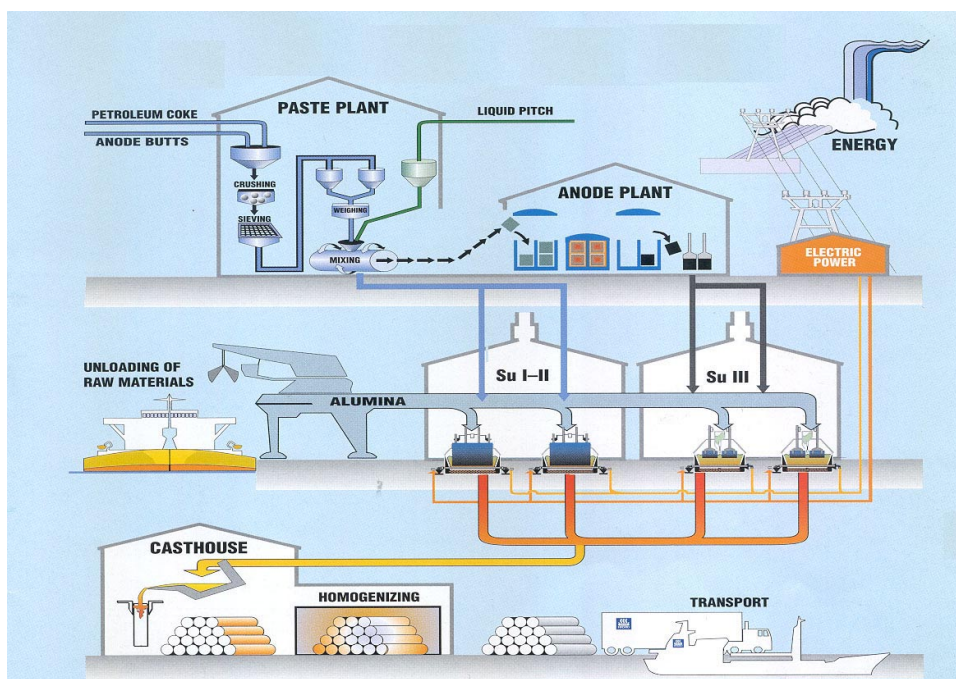 PETROLEUM COKE
ANODE BUTTS
PASTE PLANT
LIQUID PITCH
CRUSHING
SIEVING
WEIGHING
MIXING
ANODE PLANT
ENERGY
ELECTRIC
POWER
UNLOADING OF
RAW MATERIALS
ALUMINA
Su I–II
Su III
CASTHOUSE
HOMOGENIZING
TRANSPORT